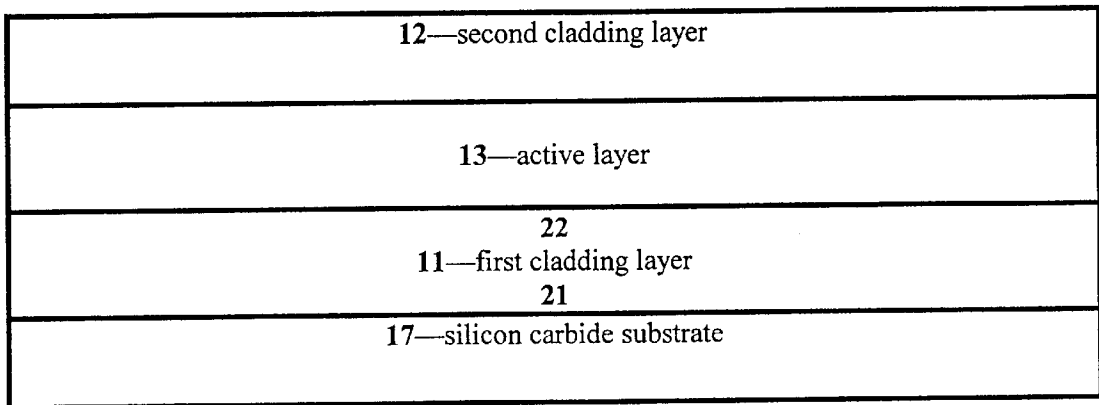 12—second cladding layer
13—active layer
22
11—first cladding layer
21
17—silicon carbide substrate